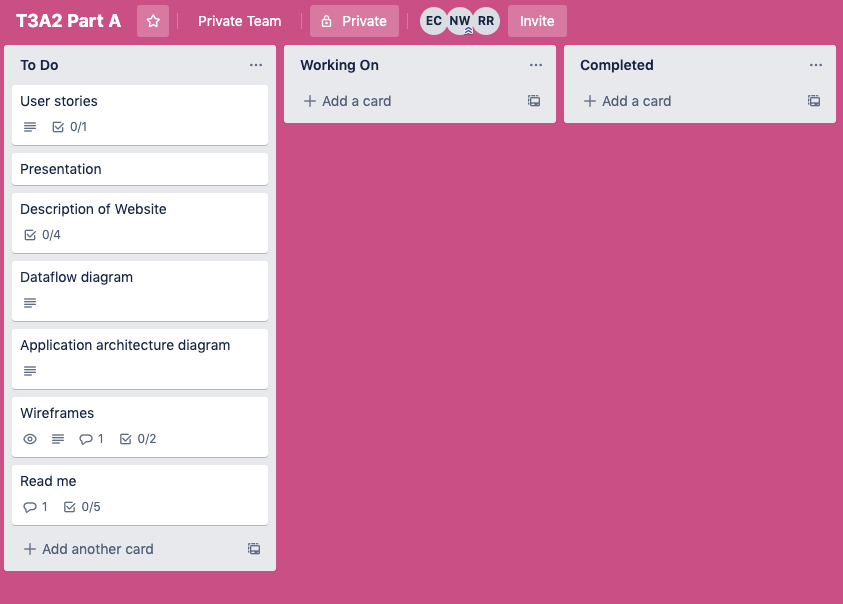 T3A2 Part A Private Team Private EC NW RR Invite
To Do
User stories
0/1
Presentation
Description of Website
0/4
Dataflow diagram
Application architecture diagram
Wireframes
1 0/2
Read me
1 0/5
+ Add another card
Working On
+ Add a card
Completed
+ Add a card